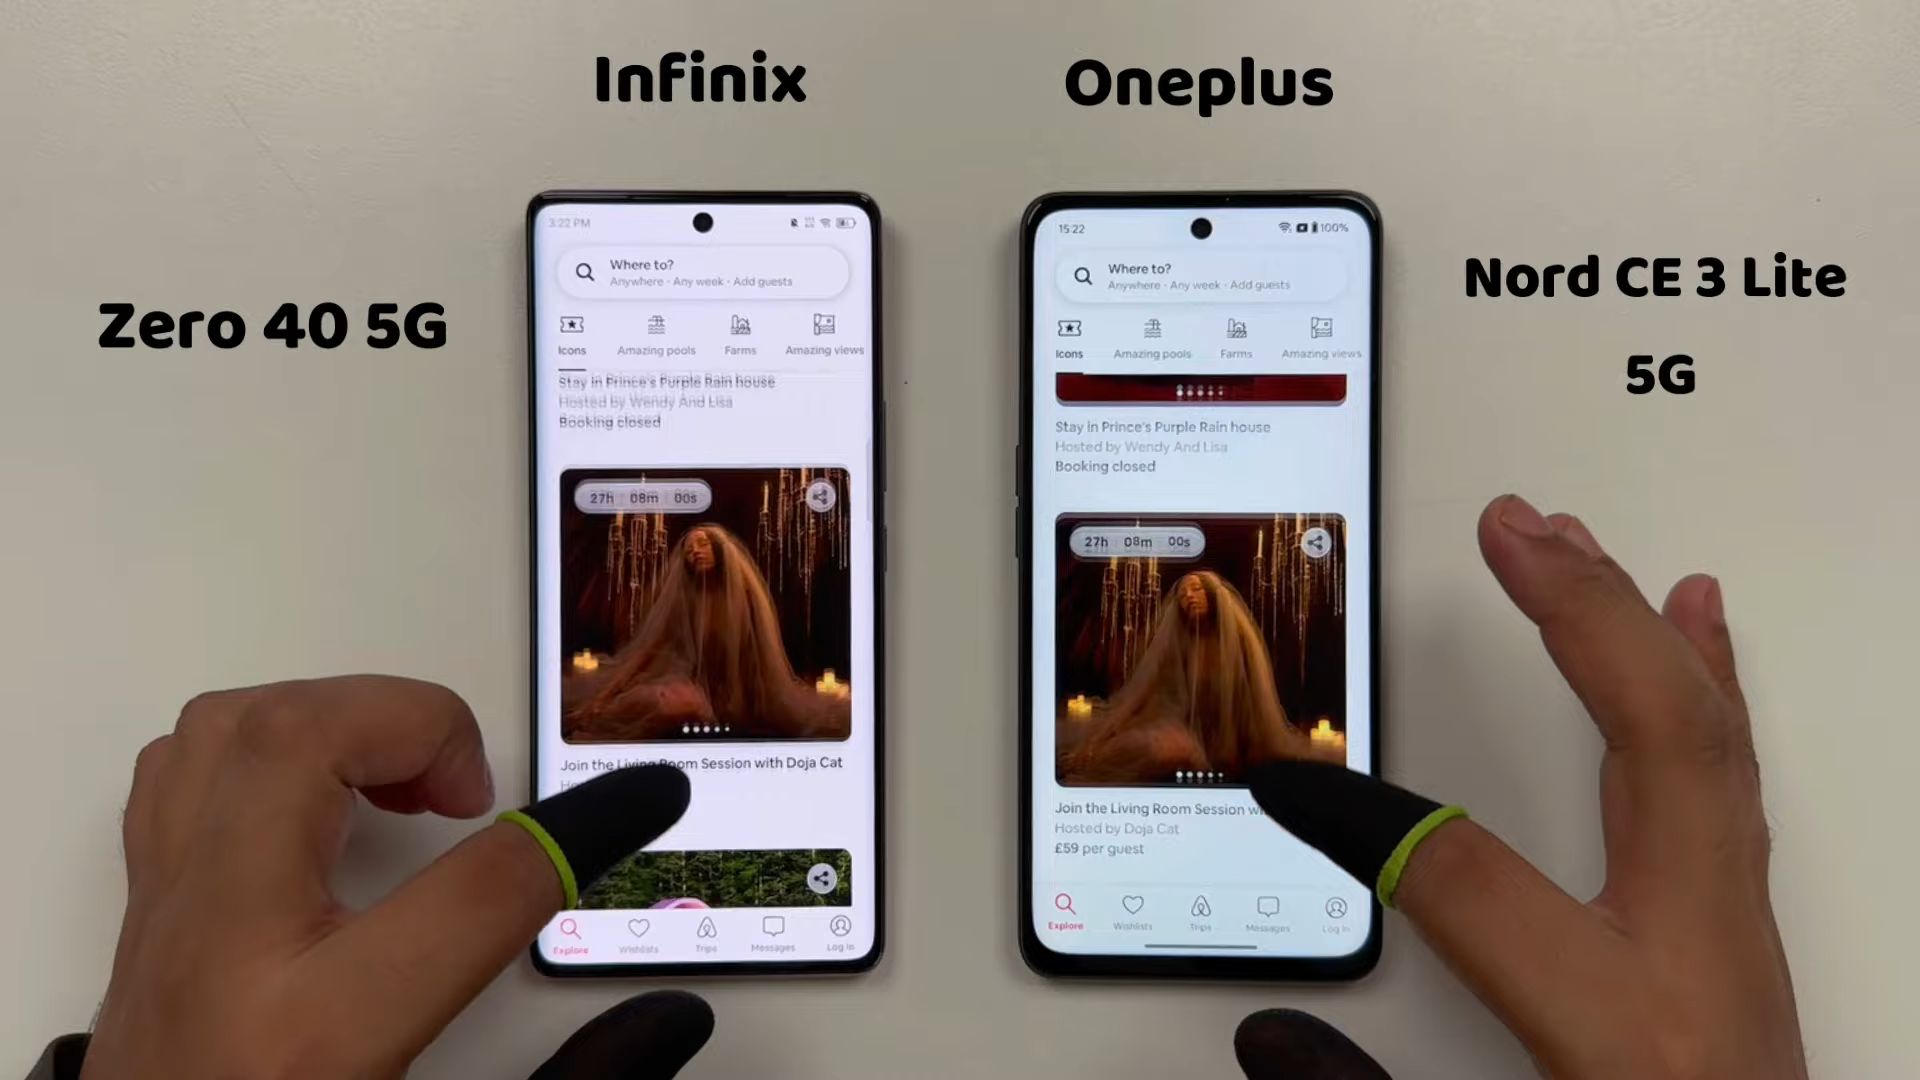 Infinix
Oneplus
Zero 40 5G
Nord CE 3 Lite
5G
3:22 PM
Where to?
Anywhere · Any week · Add guests
Icons
Amazing pools
Farms
Amazing views
Stay in Prince's Purple Rain house
Hosted by Wendy And Lisa
Booking closed
27h 08m 00s
Join the Living Room Session with Doja Cat
Explore
Wishlists
Trips
Messages
Log in
15:22
100%
Where to?
Anywhere · Any week · Add guests
Icons
Amazing pools
Farms
Amazing views
Stay in Prince's Purple Rain house
Hosted by Wendy And Lisa
Booking closed
27h 08m 00s
Join the Living Room Session
Hosted by Doja Cat
£59 per guest
Explore
Wishlists
Trips
Messages
Log in